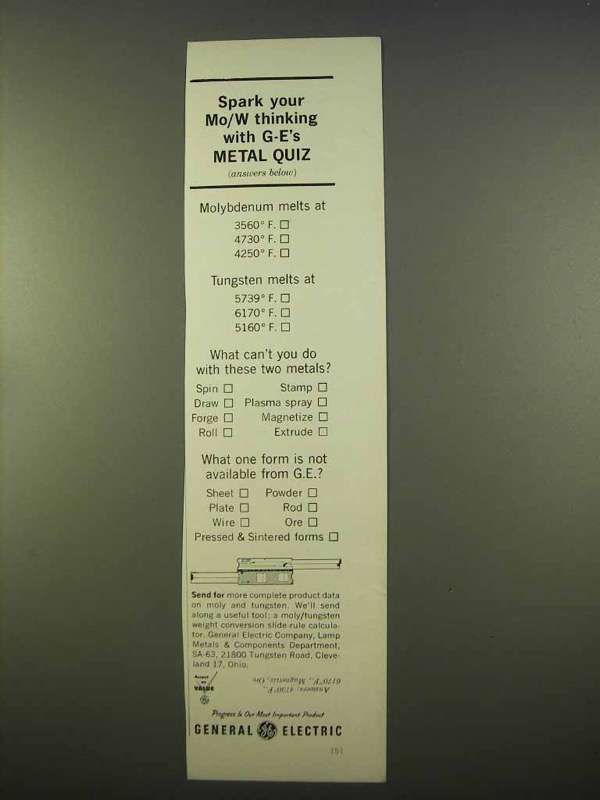 Spark your
Mo/W thinking
with G-E's
METAL QUIZ
(answers below)
Molybdenum melts at
3560° F. ☐
4730° F. ☐
4250° F. ☐
Tungsten melts at
5739° F. ☐
6170° F. ☐
5160° F. ☐
What can't you do
with these two metals?
Spin ☐ Stamp ☐
Draw ☐ Plasma spray ☐
Forge ☐ Magnetize ☐
Roll ☐ Extrude ☐
What one form is not
available from G.E.?
Sheet ☐ Powder ☐
Plate ☐ Rod ☐
Wire ☐ Ore ☐
Pressed & Sintered forms ☐
Send for more complete product data
on moly and tungsten. We'll send
along a useful tool: a moly/tungsten
weight conversion slide rule calcula-
tor. General Electric Company, Lamp
Metals & Components Department,
SA-63, 21800 Tungsten Road, Cleve-
land 17, Ohio.
Answers: 4730°F.,
6170°F., Magnetize, Ore
Accent
on
VALUE
Progress Is Our Most Important Product
GENERAL GE ELECTRIC
151